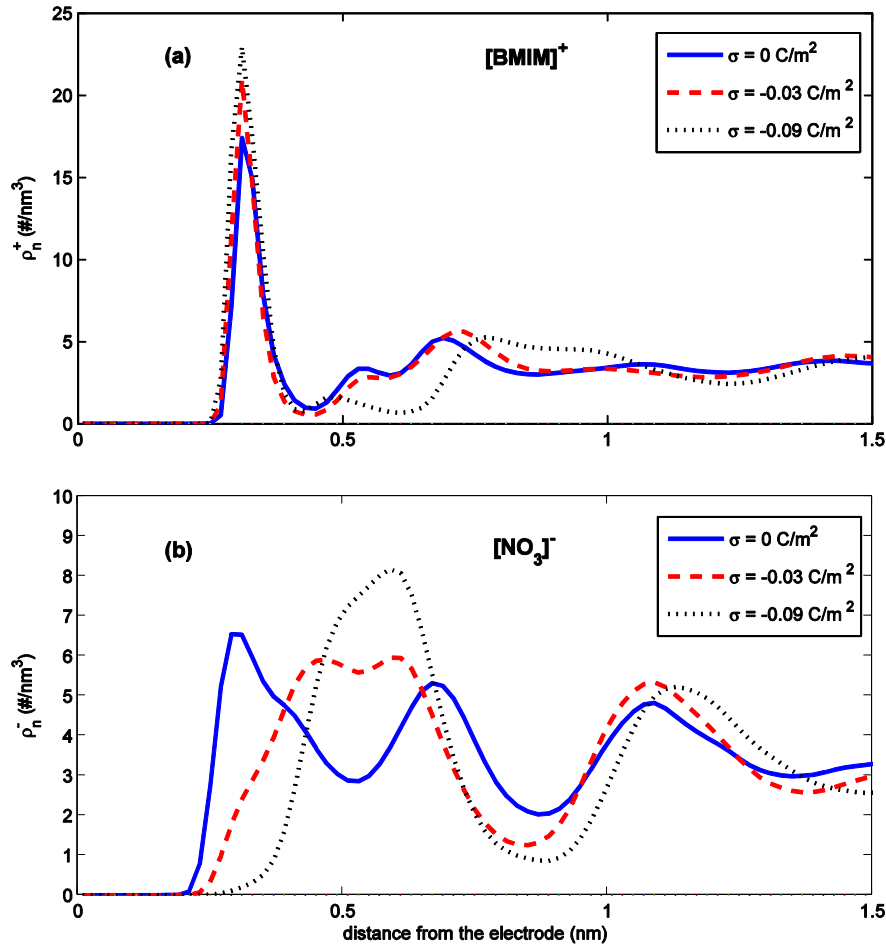 25
20
15
10
5
0
0
0.5
1
1.5
ρn+ (#/nm3)
(a)
[BMIM]+
σ = 0 C/m2
σ = -0.03 C/m2
σ = -0.09 C/m2
10
9
8
7
6
5
4
3
2
1
0
0
0.5
1
1.5
ρn- (#/nm3)
(b)
[NO3]-
σ = 0 C/m2
σ = -0.03 C/m2
σ = -0.09 C/m2
distance from the electrode (nm)